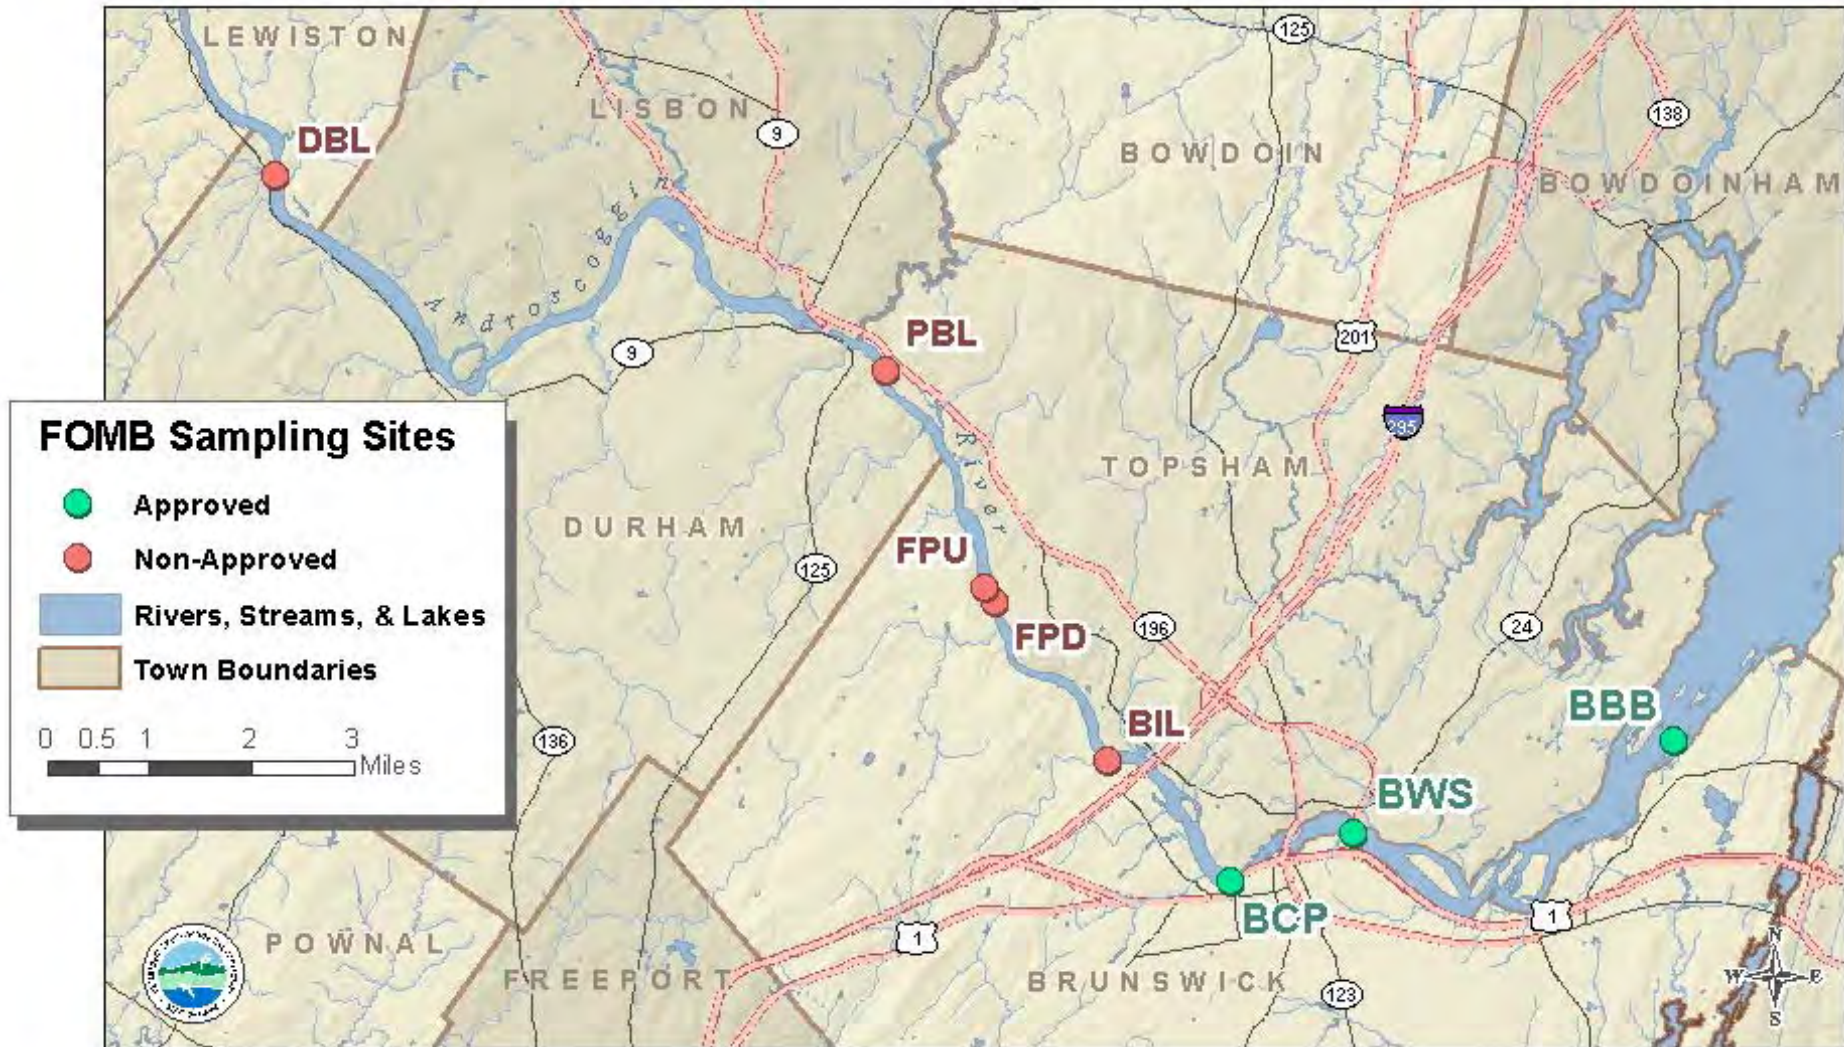 LEWISTON
125
LISBON
138
9
DBL
BOWDOIN
BOWDOINHAM
Androscoggin
PBL
201
9
295
FOMB Sampling Sites
Approved
Non-Approved
Rivers, Streams, & Lakes
Town Boundaries
0 0.5 1 2 3
Miles
River
TOPSHAM
DURHAM
FPU
125
FPD
196
24
BBB
BIL
136
BWS
BCP
1
1
POWNAL
FREEPORT
BRUNSWICK
123
N
W E
S